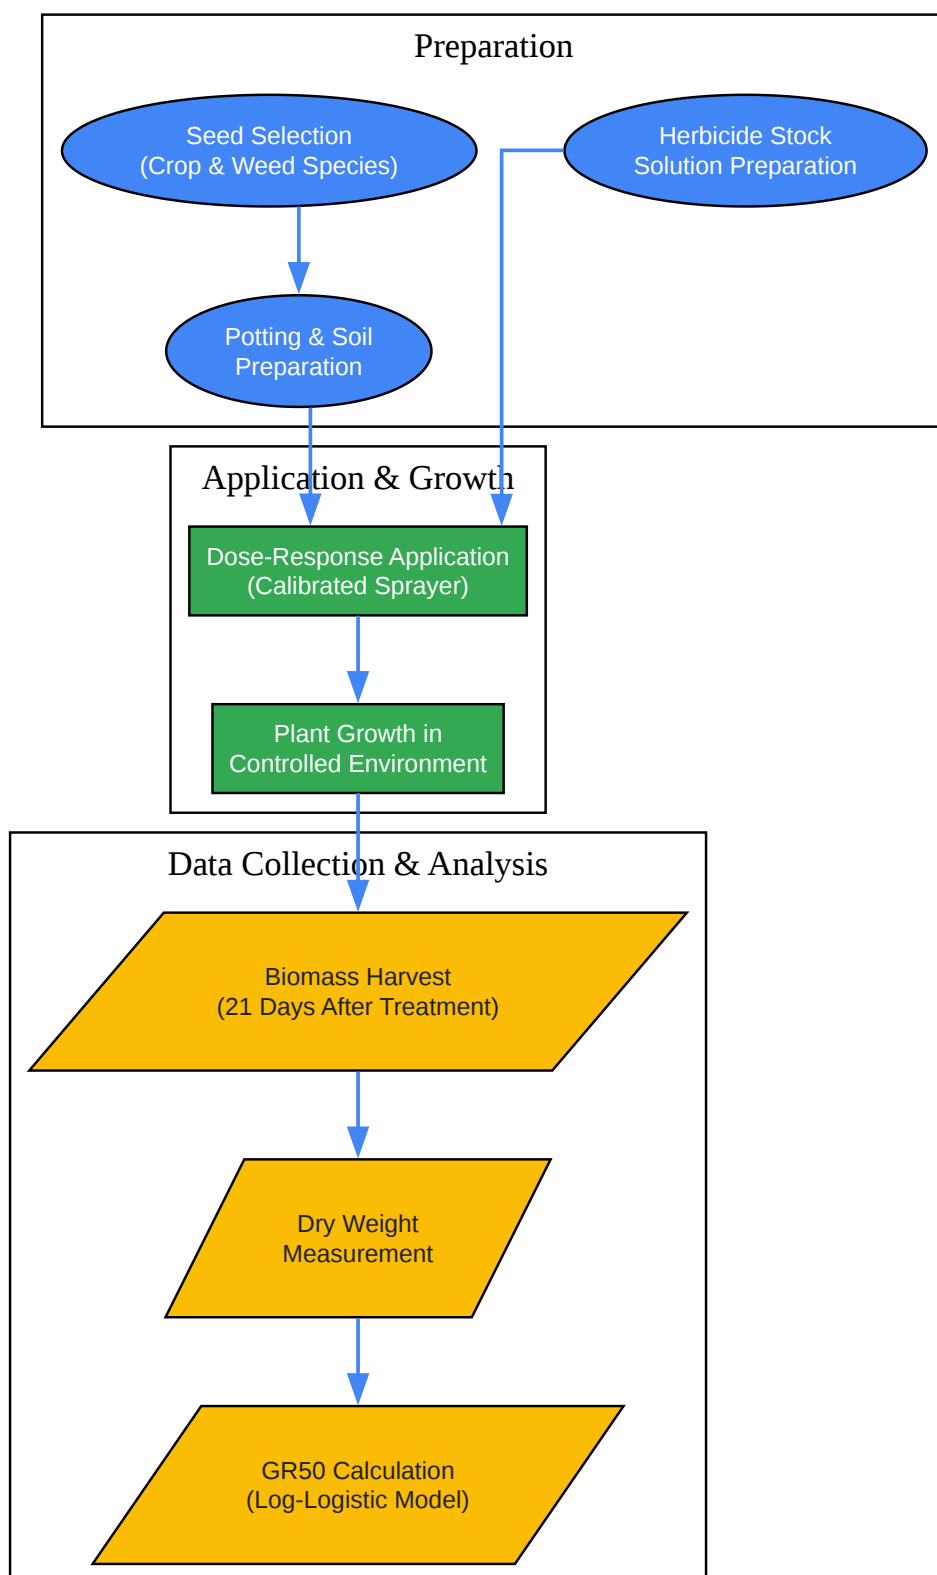 Preparation
Seed Selection
(Crop & Weed Species)
Herbicide Stock
Solution Preparation
Potting & Soil
Preparation
Application & Growth
Dose-Response Application
(Calibrated Sprayer)
Plant Growth in
Controlled Environment
Data Collection & Analysis
Biomass Harvest
(21 Days After Treatment)
Dry Weight
Measurement
GR50 Calculation
(Log-Logistic Model)